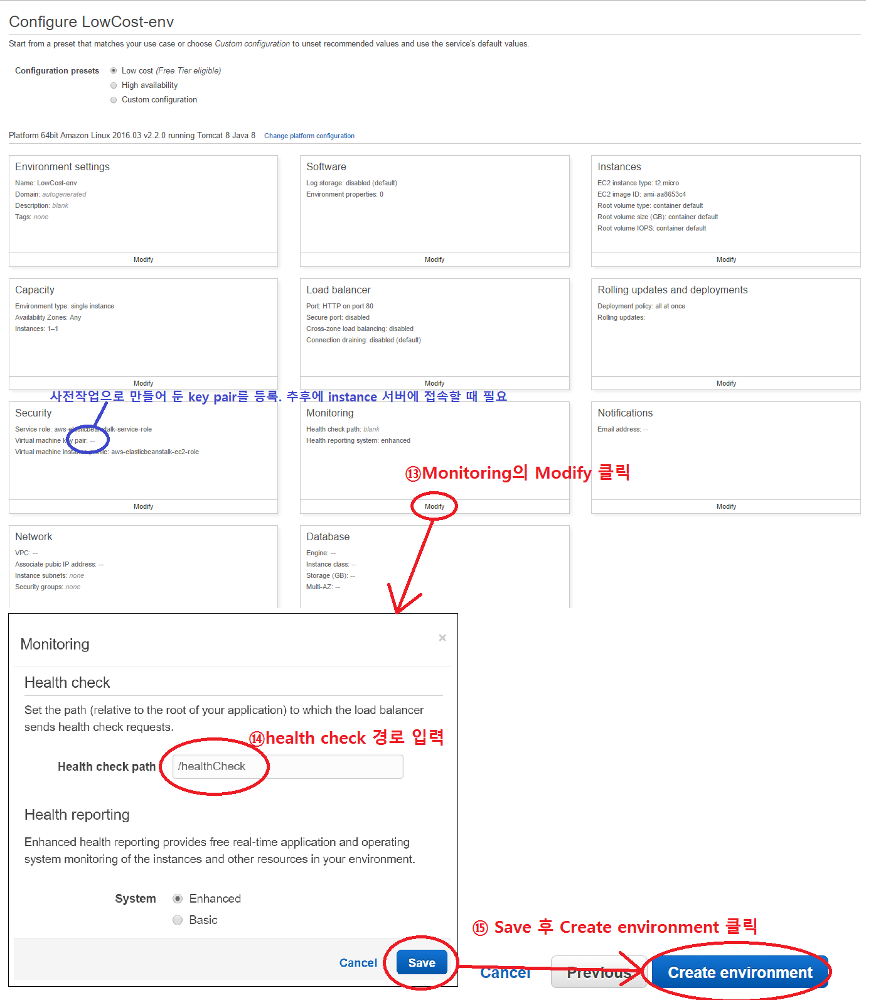 Configure LowCost-env
Start from a preset that matches your use case or choose Custom configuration to unset recommended values and use the service's default values.
Configuration presets
Low cost (Free Tier eligible)
High availability
Custom configuration
Platform 64bit Amazon Linux 2016.03 v2.2.0 running Tomcat 8 Java 8 Change platform configuration
Environment settings
Name: LowCost-env
Domain: autogenerated
Description: blank
Tags: none
Modify
Software
Log storage: disabled (default)
Environment properties: 0
Modify
Instances
EC2 instance type: t2.micro
EC2 image ID: ami-aa8653c4
Root volume type: container default
Root volume size (GB): container default
Root volume IOPS: container default
Modify
Capacity
Environment type: single instance
Availability Zones: Any
Instances: 1–1
Modify
Load balancer
Port: HTTP on port 80
Secure port: disabled
Cross-zone load balancing: disabled
Connection draining: disabled (default)
Modify
Rolling updates and deployments
Deployment policy: all at once
Rolling updates:
Modify
사전작업으로 만들어 둔 key pair를 등록. 추후에 instance 서버에 접속할 때 필요
Security
Service role: aws-elasticbeanstalk-service-role
Virtual machine key pair: --
Virtual machine instance profile: aws-elasticbeanstalk-ec2-role
Modify
Monitoring
Health check path: blank
Health reporting system: enhanced
⑬Monitoring의 Modify 클릭
Modify
Notifications
Email address: --
Modify
Network
VPC: --
Associate pubic IP address: --
Instance subnets: none
Security groups: none
Database
Engine: --
Instance class: --
Storage (GB): --
Multi-AZ: --
Monitoring ×
Health check
Set the path (relative to the root of your application) to which the load balancer
sends health check requests.
⑭health check 경로 입력
Health check path /healthCheck
Health reporting
Enhanced health reporting provides free real-time application and operating
system monitoring of the instances and other resources in your environment.
System Enhanced
Basic
⑮ Save 후 Create environment 클릭
Cancel Save
Cancel Previous Create environment